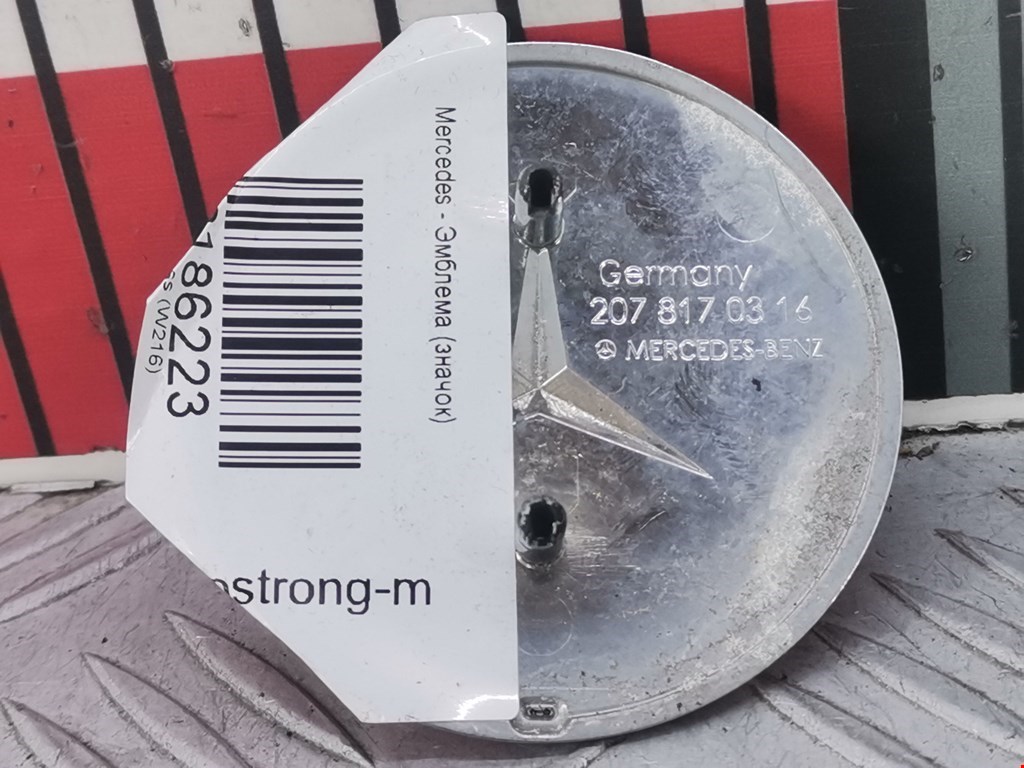 Mercedes - Эмблема (значок)
86223
(W216)
strong-m
Germany
207 817 03 16
MERCEDES-BENZ